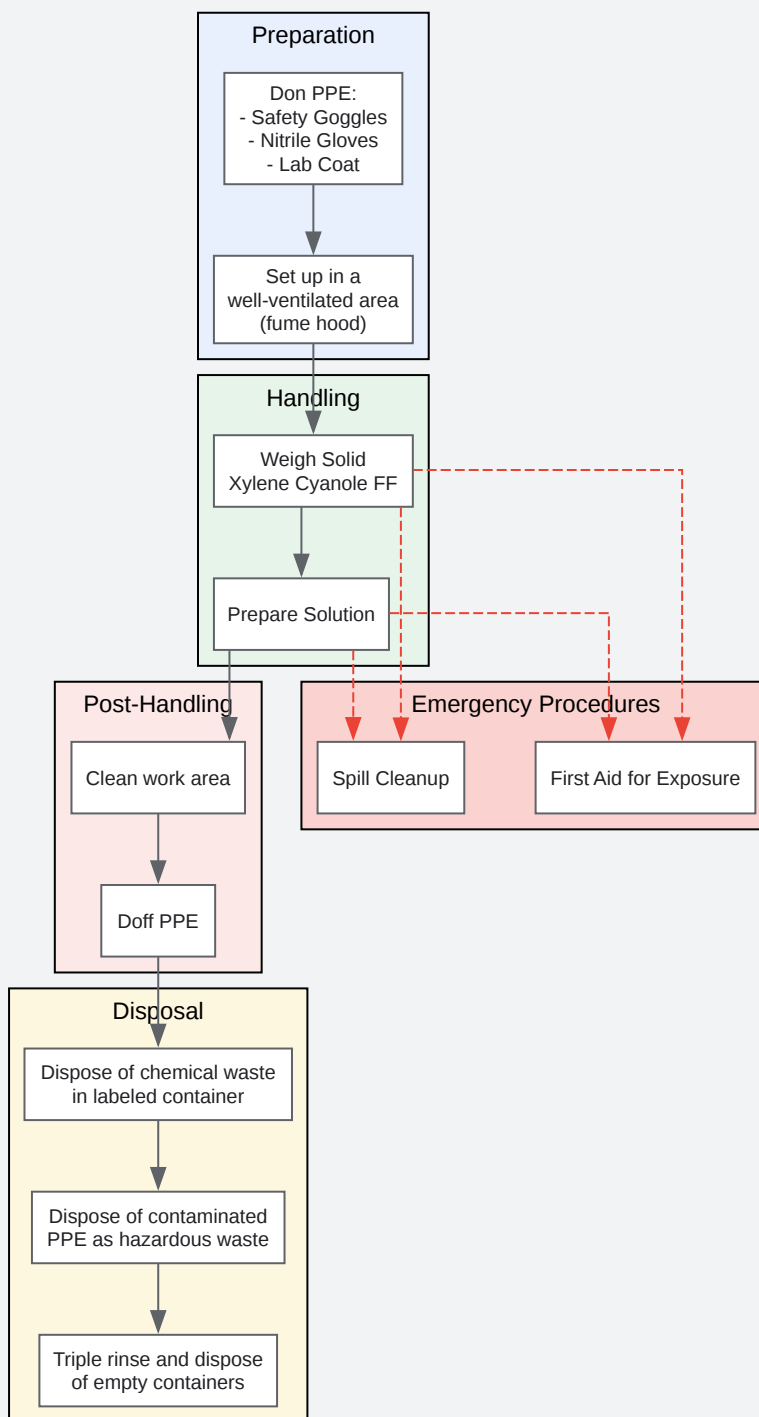 Preparation
Don PPE:
- Safety Goggles
- Nitrile Gloves
- Lab Coat
Set up in a
well-ventilated area
(fume hood)
Handling
Weigh Solid
Xylene Cyanole FF
Prepare Solution
Post-Handling
Clean work area
Doff PPE
Emergency Procedures
Spill Cleanup
First Aid for Exposure
Disposal
Dispose of chemical waste
in labeled container
Dispose of contaminated
PPE as hazardous waste
Triple rinse and dispose
of empty containers